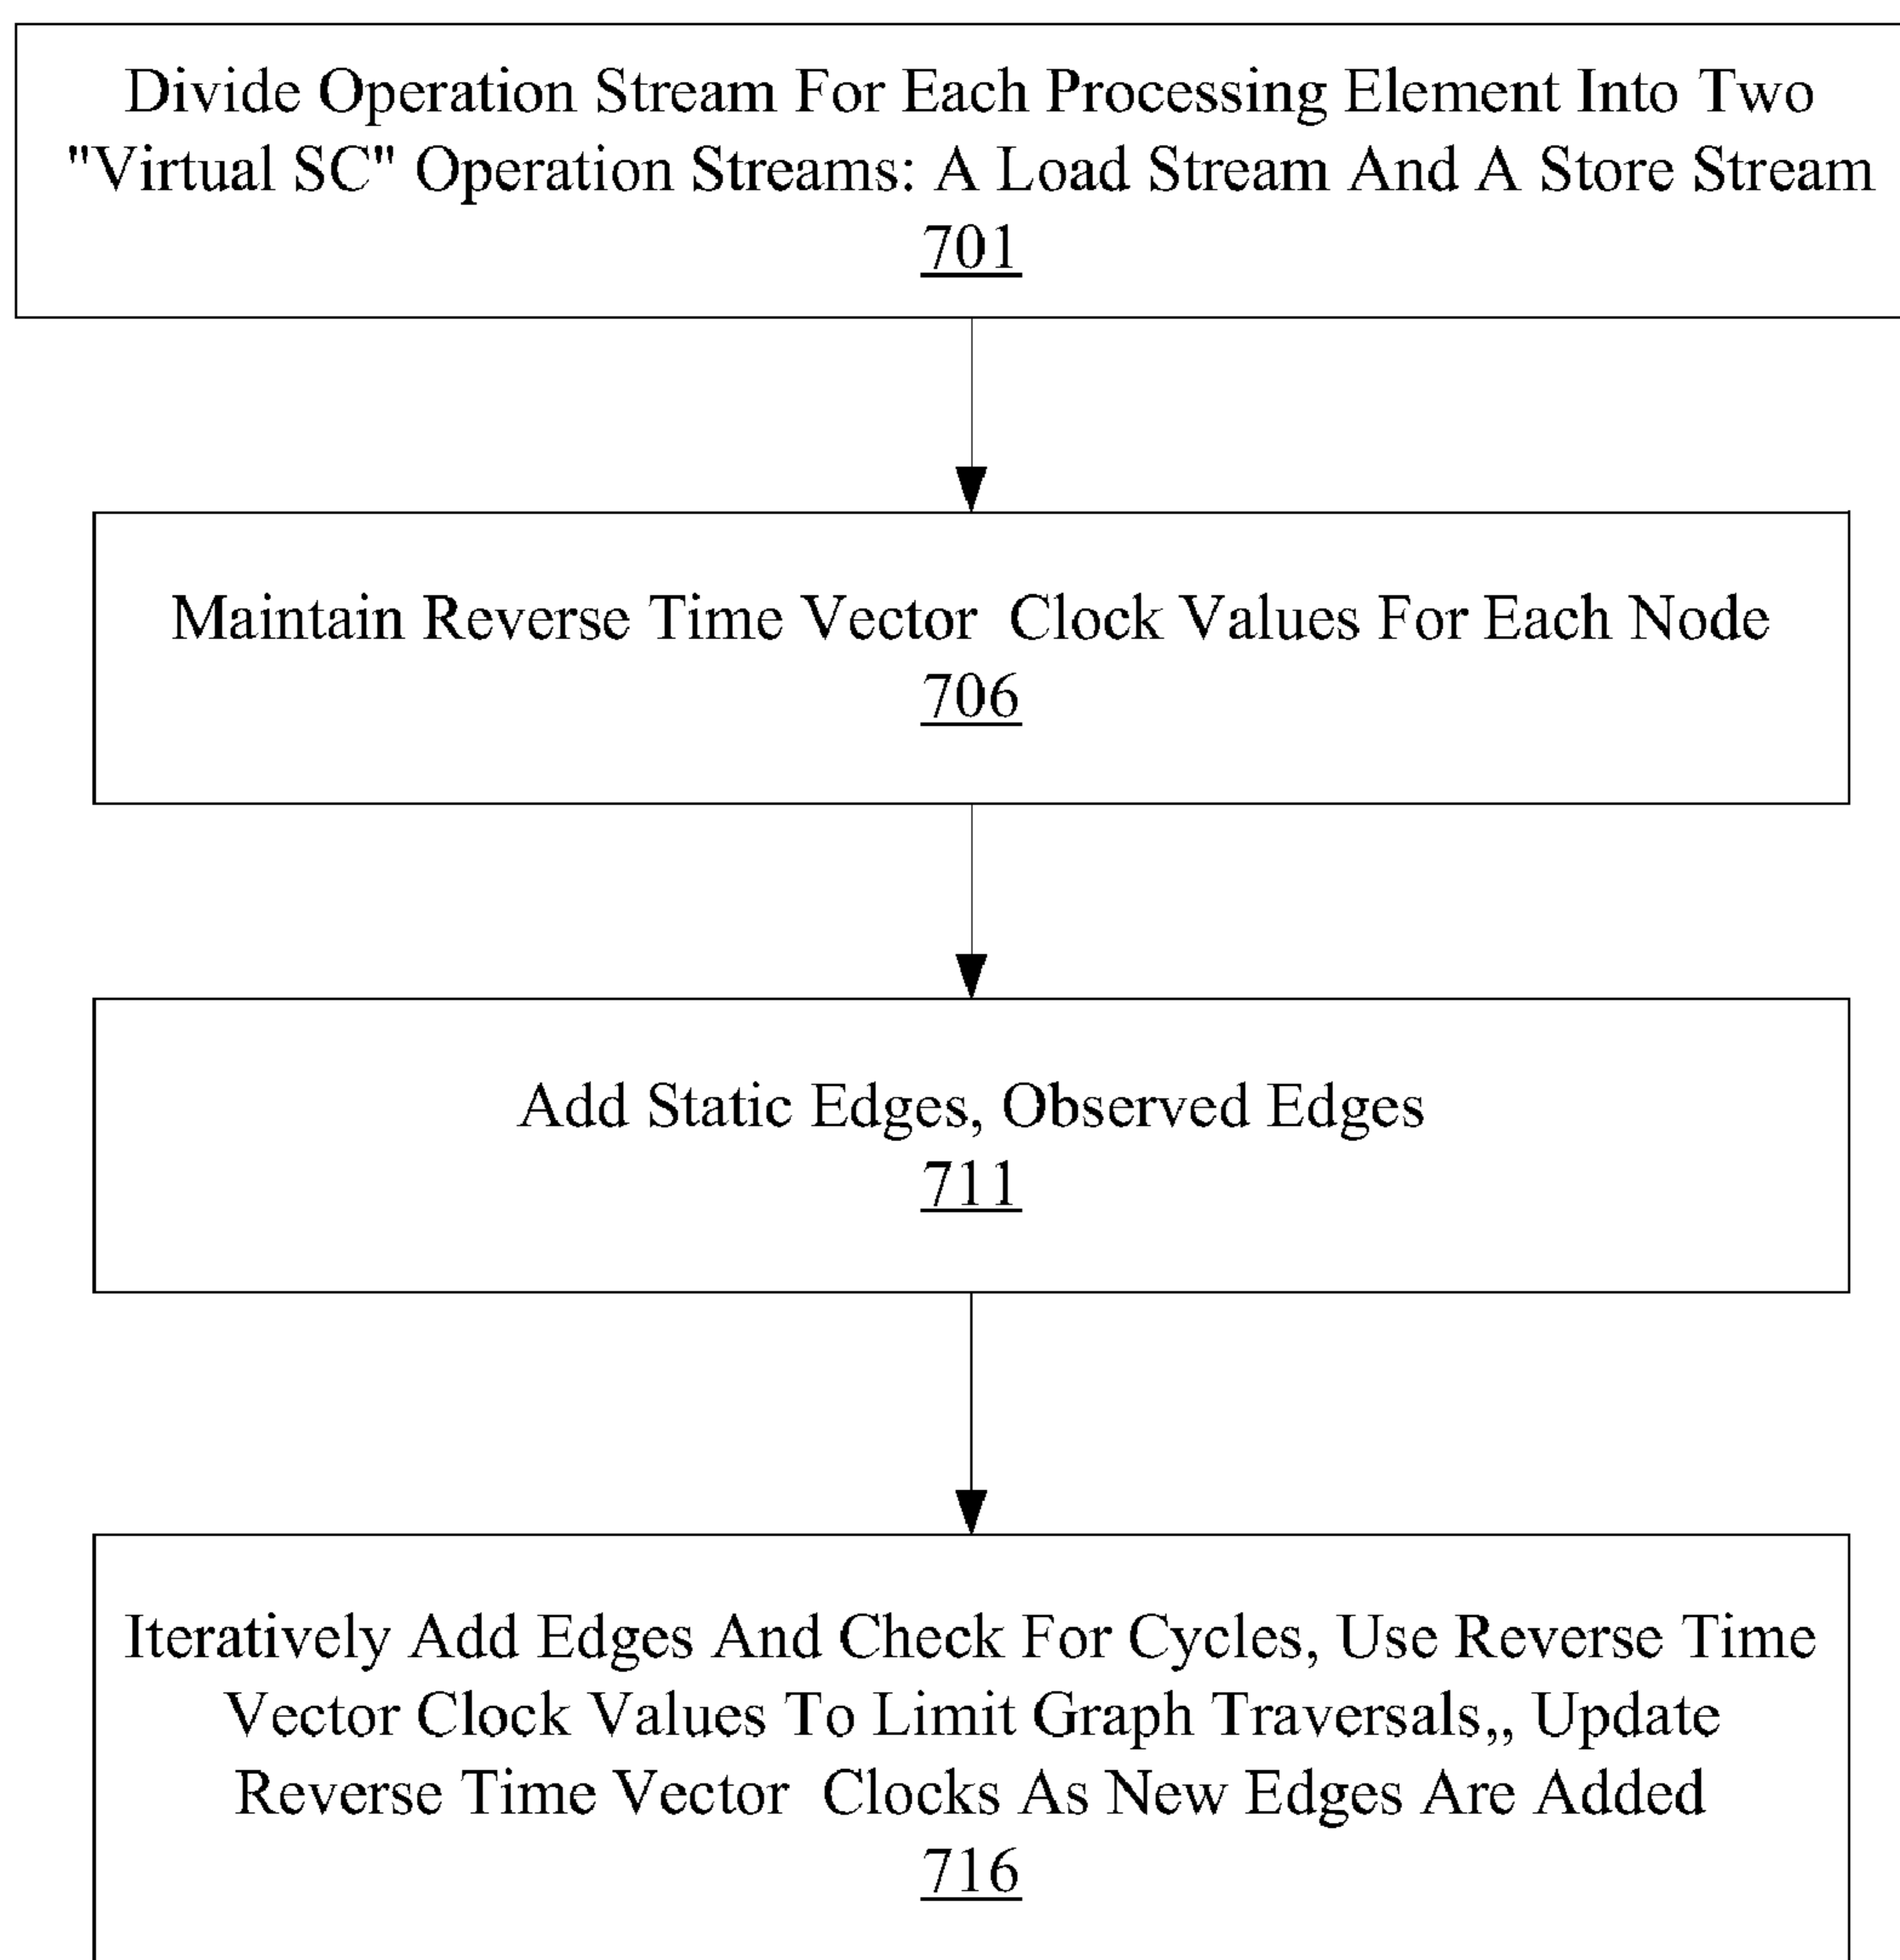 Divide Operation Stream For Each Processing Element Into Two
"Virtual SC" Operation Streams: A Load Stream And A Store Stream
701
Maintain Reverse Time Vector Clock Values For Each Node
706
Add Static Edges, Observed Edges
711
Iteratively Add Edges And Check For Cycles, Use Reverse Time
Vector Clock Values To Limit Graph Traversals,, Update
Reverse Time Vector Clocks As New Edges Are Added
716